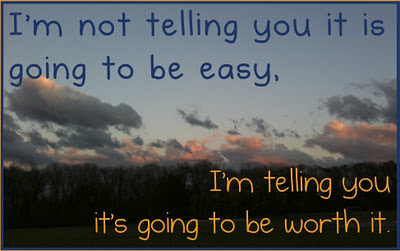 I'm not telling you it is
going to be easy,
I'm telling you
it's going to be worth it.